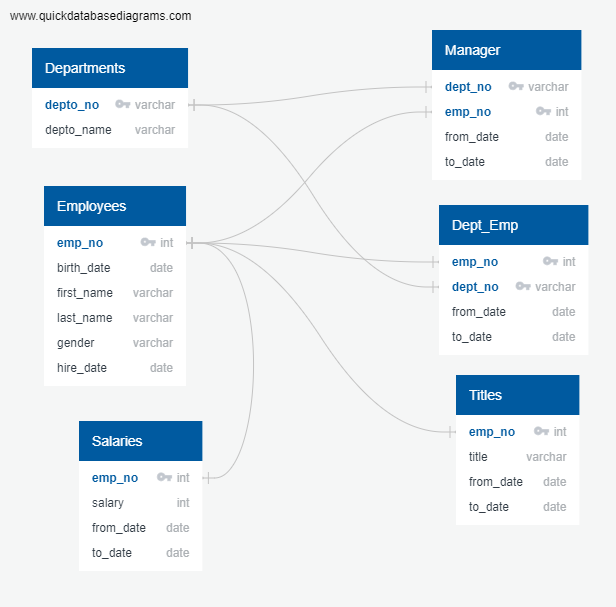 www.quickdatabasediagrams.com
Departments
depto_no varchar
depto_name varchar
Employees
emp_no int
birth_date date
first_name varchar
last_name varchar
gender varchar
hire_date date
Salaries
emp_no int
salary int
from_date date
to_date date
Manager
dept_no varchar
emp_no int
from_date date
to_date date
Dept_Emp
emp_no int
dept_no varchar
from_date date
to_date date
Titles
emp_no int
title varchar
from_date date
to_date date